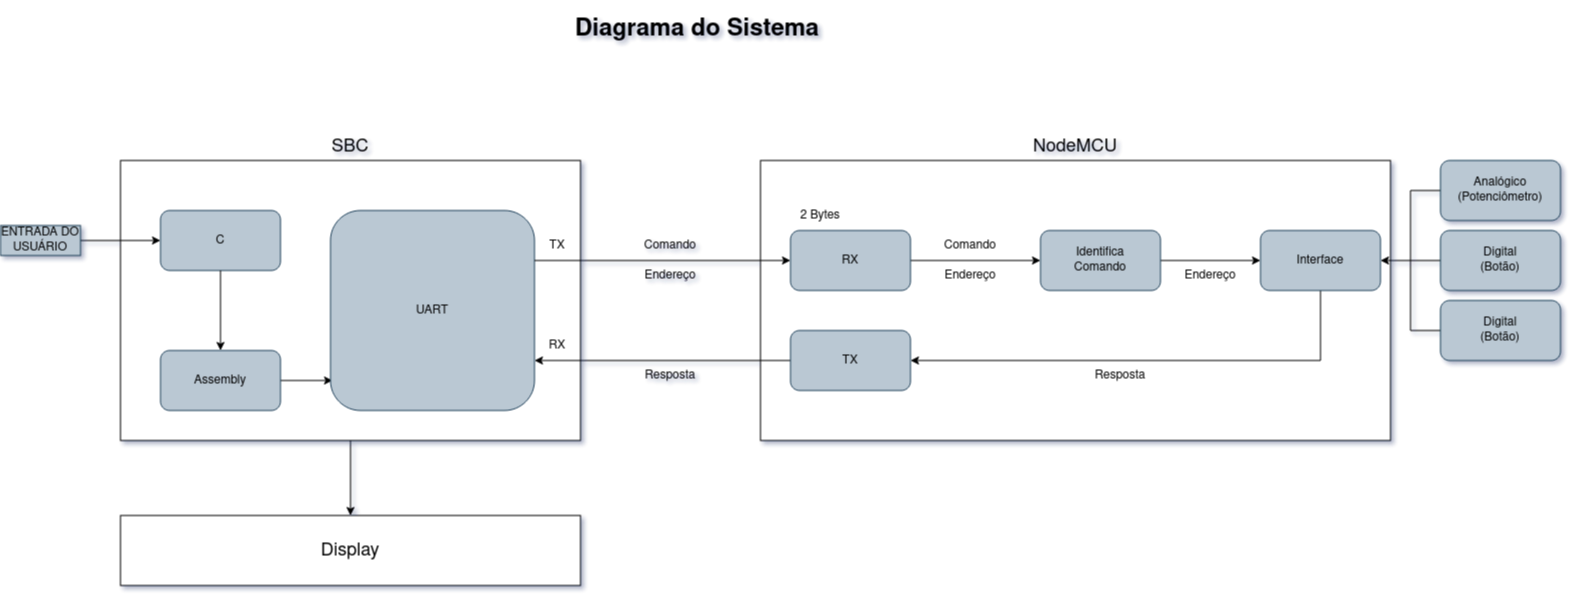 Diagrama do Sistema
SBC
NodeMCU
ENTRADA DO
USUÁRIO
C
Assembly
UART
TX
RX
Comando
Endereço
Resposta
2 Bytes
RX
Comando
Endereço
Identifica
Comando
Endereço
Interface
TX
Resposta
Analógico
(Potenciômetro)
Digital
(Botão)
Digital
(Botão)
Display